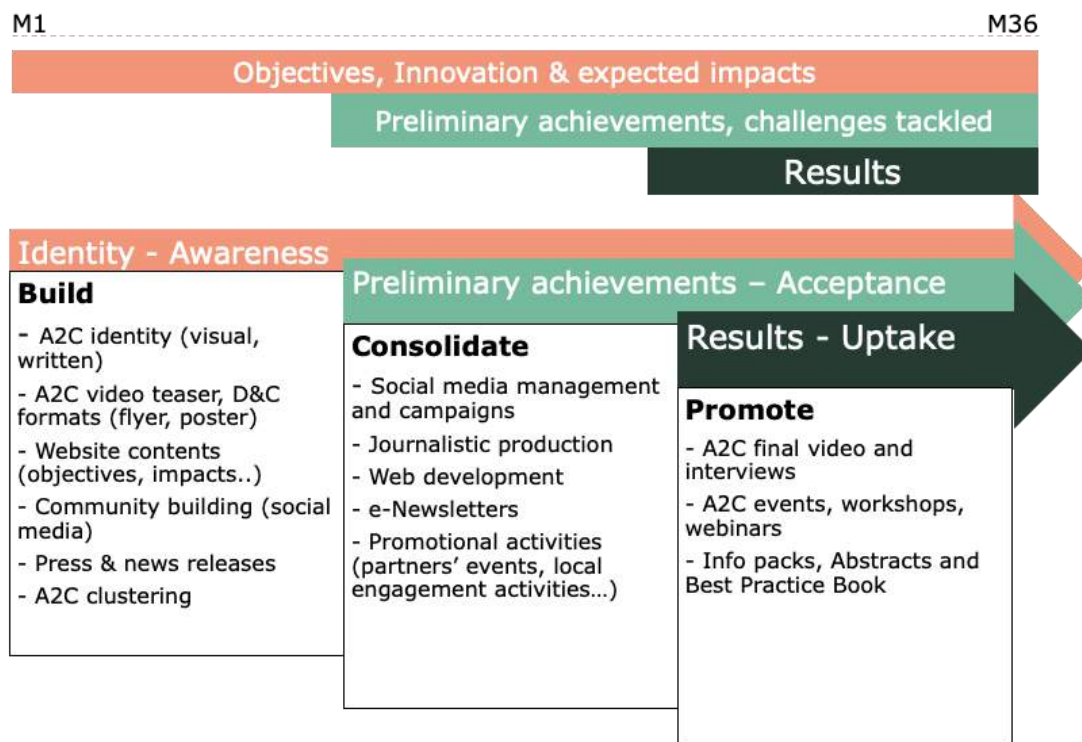 M1
M36
Objectives, Innovation & expected impacts
Preliminary achievements, challenges tackled
Results
Identity - Awareness
Build
- A2C identity (visual,
written)
- A2C video teaser, D&C
formats (flyer, poster)
- Website contents
(objectives, impacts..)
- Community building (social
media)
- Press & news releases
- A2C clustering
Preliminary achievements – Acceptance
Consolidate
- Social media management
and campaigns
- Journalistic production
- Web development
- e-Newsletters
- Promotional activities
(partners’ events, local
engagement activities…)
Results - Uptake
Promote
- A2C final video and
interviews
- A2C events, workshops,
webinars
- Info packs, Abstracts and
Best Practice Book